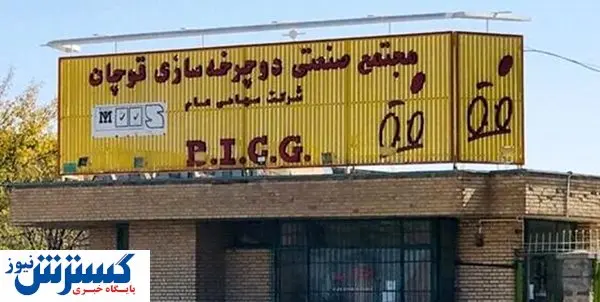 مجتمع صنعتی دوچرخه سازی قوچان
شرکت سهامی عام
P.I.C.G.
گسترش نیوز
پایگاه خبری